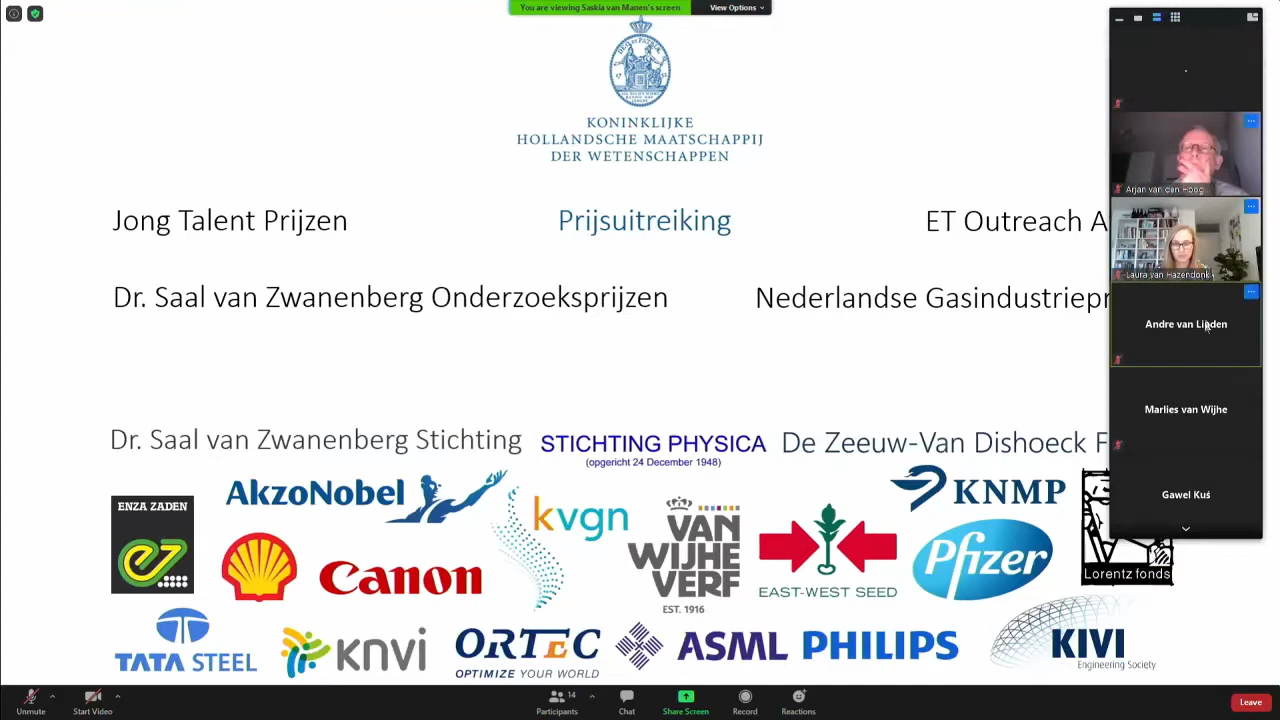 You are viewing Saskia van Manen's screen
View Options
KONINKLIJKE
HOLLANDSCHE MAATSCHAPPIJ
DER WETENSCHAPPEN
Jong Talent Prijzen
Prijsuitreiking
ET Outreach A
Dr. Saal van Zwanenberg Onderzoeksprijzen
Nederlandse Gasindustriepr
Dr. Saal van Zwanenberg Stichting
STICHTING PHYSICA
(opgericht 24 December 1948)
De Zeeuw-Van Dishoeck F
ENZA ZADEN
ez
AkzoNobel
Canon
kvgn
VAN
WIJHE
VERF
EST. 1916
EAST-WEST SEED
KNMP
Pfizer
Lorentz fonds
TATA STEEL
knvi
ORTEC
OPTIMIZE YOUR WORLD
ASML
PHILIPS
KIVI
Engineering Society
Arjan van den Hoog...
Laura van Hazendonk
Andre van Linden
Marlies van Wijhe
Gawel Kuś
Unmute
Start Video
Participants
14
Chat
Share Screen
Record
Reactions
Leave